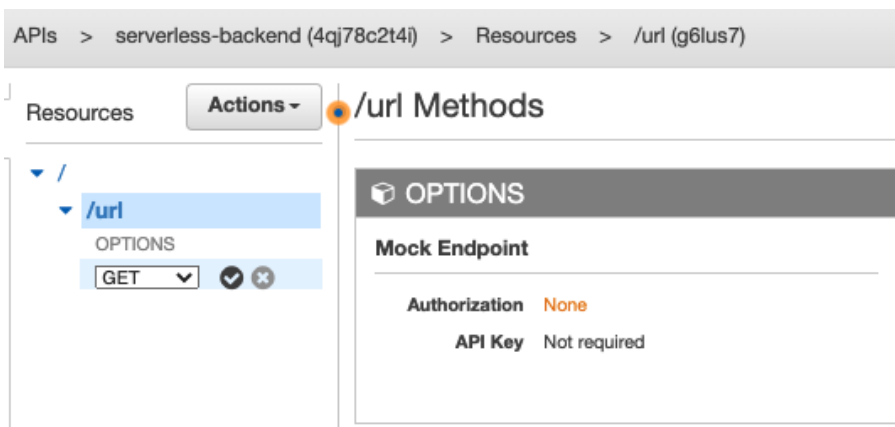 APIs > serverless-backend (4qj78c2t4i) > Resources > /url (g6lus7)
Resources
Actions
/url Methods
/
/url
OPTIONS
GET
OPTIONS
Mock Endpoint
Authorization None
API Key Not required